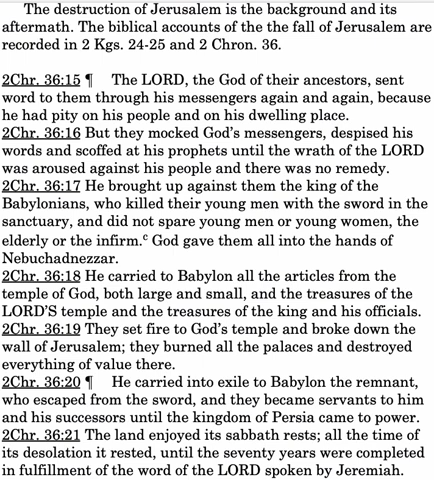 The destruction of Jerusalem is the background and its
aftermath. The biblical accounts of the the fall of Jerusalem are
recorded in 2 Kgs. 24-25 and 2 Chron. 36.
2Chr. 36:15 ¶ The LORD, the God of their ancestors, sent
word to them through his messengers again and again, because
he had pity on his people and on his dwelling place.
2Chr. 36:16 But they mocked God’s messengers, despised his
words and scoffed at his prophets until the wrath of the LORD
was aroused against his people and there was no remedy.
2Chr. 36:17 He brought up against them the king of the
Babylonians, who killed their young men with the sword in the
sanctuary, and did not spare young men or young women, the
elderly or the infirm.c God gave them all into the hands of
Nebuchadnezzar.
2Chr. 36:18 He carried to Babylon all the articles from the
temple of God, both large and small, and the treasures of the
LORD’S temple and the treasures of the king and his officials.
2Chr. 36:19 They set fire to God’s temple and broke down the
wall of Jerusalem; they burned all the palaces and destroyed
everything of value there.
2Chr. 36:20 ¶ He carried into exile to Babylon the remnant,
who escaped from the sword, and they became servants to him
and his successors until the kingdom of Persia came to power.
2Chr. 36:21 The land enjoyed its sabbath rests; all the time of
its desolation it rested, until the seventy years were completed
in fulfillment of the word of the LORD spoken by Jeremiah.